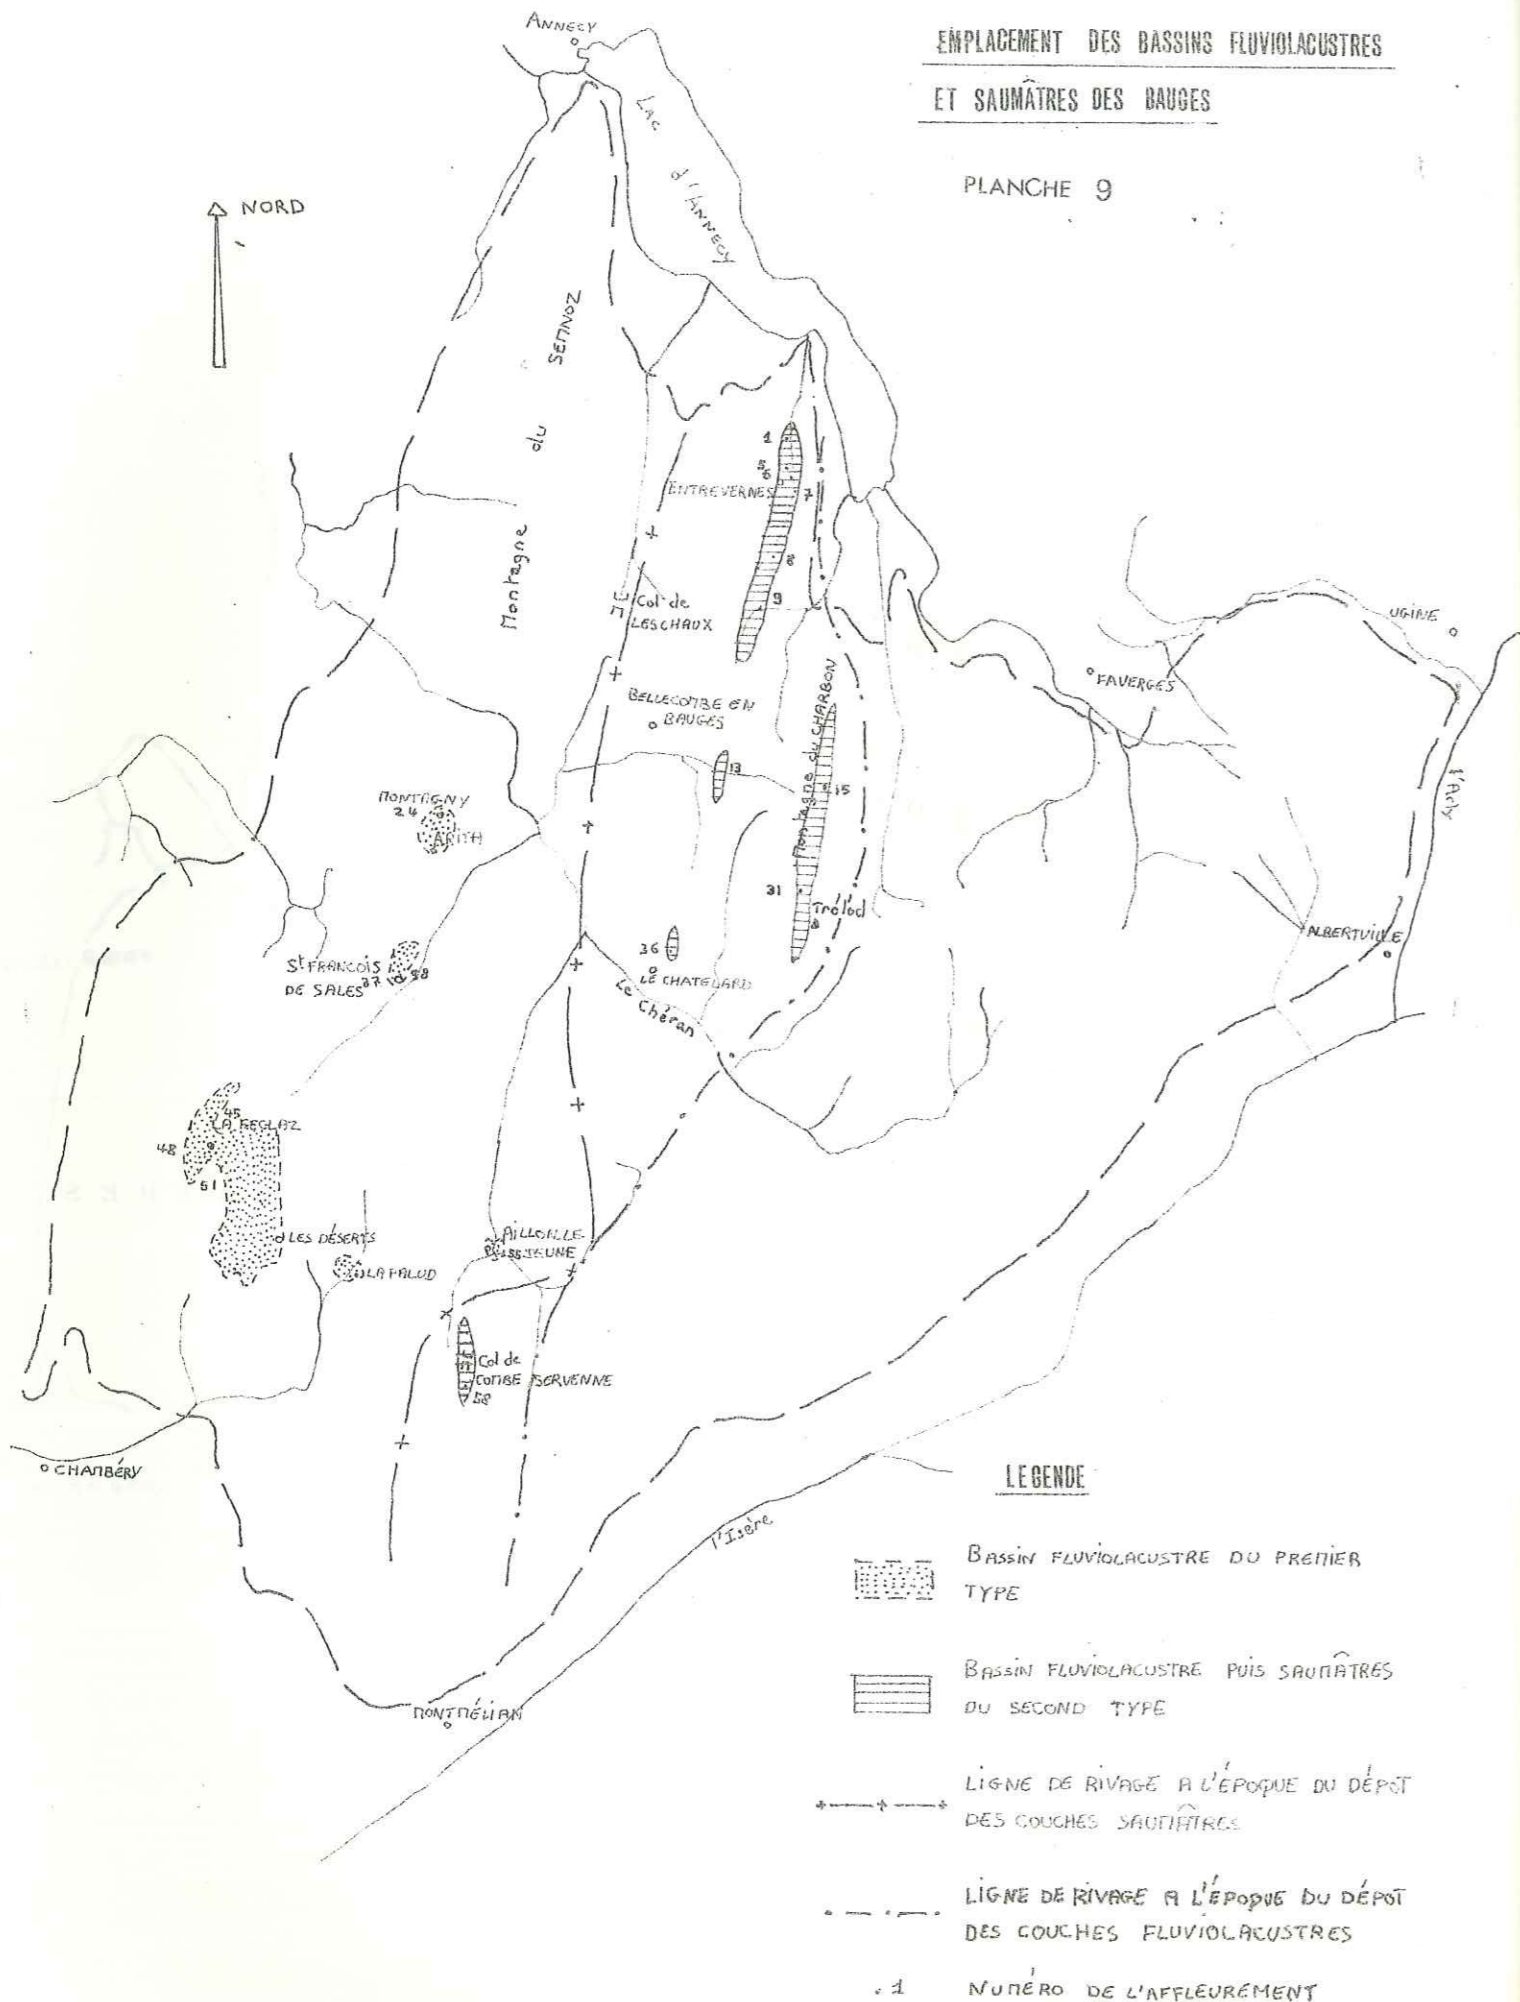 EMPLACEMENT DES BASSINS FLUVIOLACUSTRES
ET SAUMÂTRES DES BAUGES
PLANCHE 9
ANNECY
LAC d'ANNECY
NORD
Montagne du SEMNOZ
1
5
6
ENTREVERNES
7
8
9
Col de
LESCHAUX
UGINE
FAVERGES
l'Arly
BELLECOMBE EN
BAUGES
Montagne du CHARBON
13
15
MONTAGNY
24
ARITH
31
Trélod
ALBERTVILLE
St FRANCOIS
DE SALES
36
LE CHATELARD
Le Chéran
45
LA FECLAZ
48
51
LES DÉSERTS
LA PALUD
AILLON LE
JEUNE
Col de
COMBE SERVENNE
58
CHAMBÉRY
l'Isère
MONTMÉLIAN
LEGENDE
BASSIN FLUVIOLACUSTRE DU PREMIER
TYPE
BASSIN FLUVIOLACUSTRE PUIS SAUMÂTRES
DU SECOND TYPE
LIGNE DE RIVAGE A L'ÉPOQUE DU DÉPOT
DES COUCHES SAUMÂTRES
LIGNE DE RIVAGE A L'ÉPOQUE DU DÉPOT
DES COUCHES FLUVIOLACUSTRES
.1 NUMÉRO DE L'AFFLEUREMENT